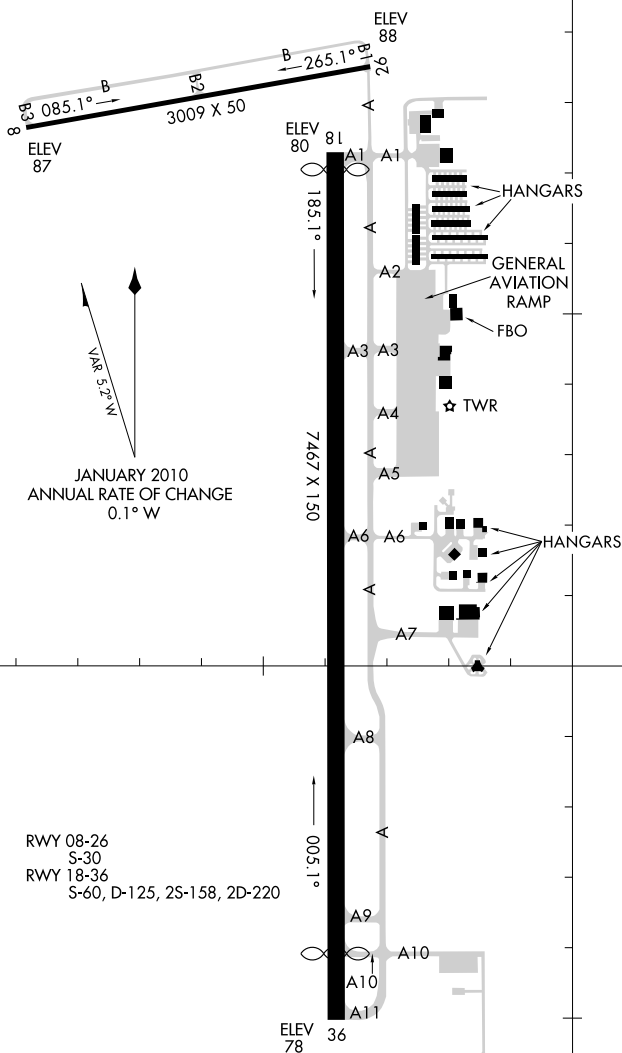 ELEV
88
B1
26
265.1°
B
B2
B
085.1°
B3
8
3009 X 50
ELEV
87
A
ELEV
80
18
A1
A1
185.1°
HANGARS
A
GENERAL
AVIATION
RAMP
A2
FBO
A3
A3
VAR 5.2° W
A4
TWR
7467 X 150
A
A5
JANUARY 2010
ANNUAL RATE OF CHANGE
0.1° W
A6
A6
HANGARS
A
A7
A8
005.1°
A
RWY 08-26
S-30
RWY 18-36
S-60, D-125, 2S-158, 2D-220
A9
A10
A10
A11
ELEV
78
36